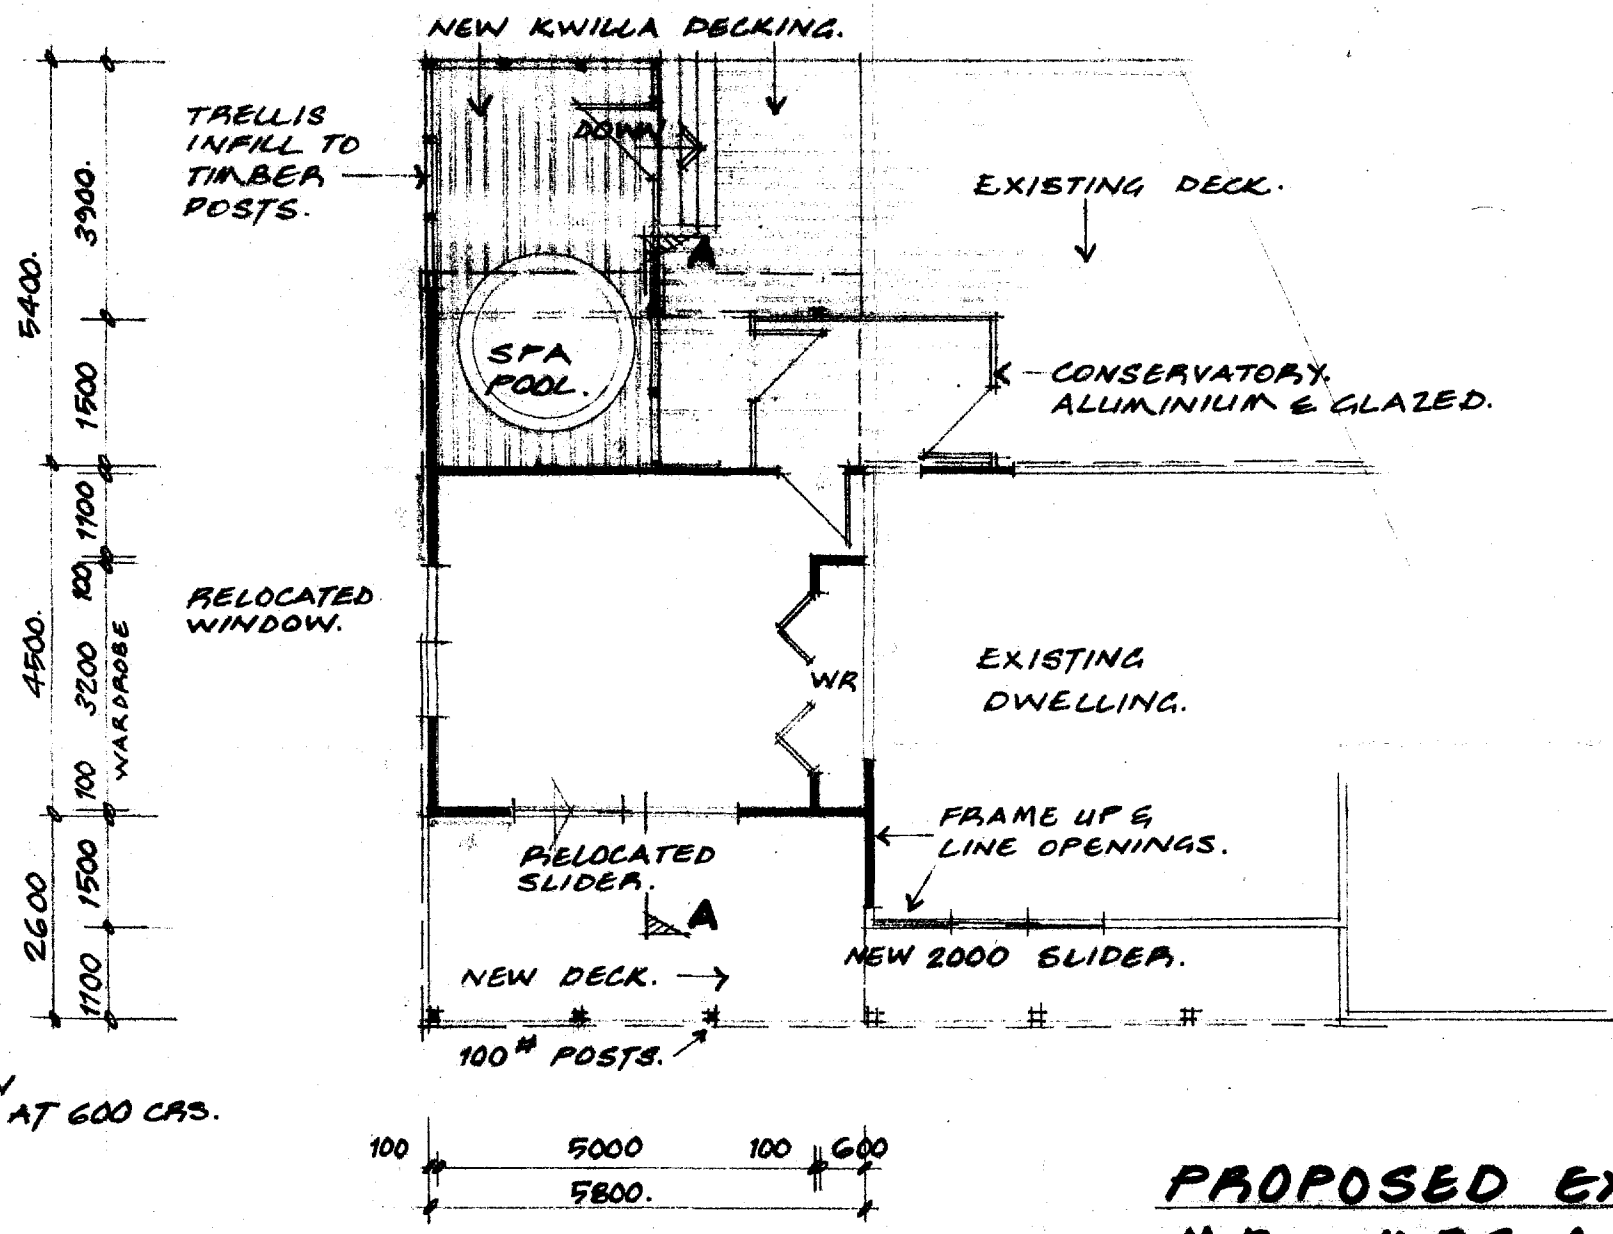 NEW KWILLA DECKING.
TRELLIS
INFILL TO
TIMBER
POSTS.
DOWN
EXISTING DECK.
A
SPA
POOL.
CONSERVATORY.
ALLUMINIUM & GLAZED.
5400.
3900.
1500
4500.
1100
100
3200
100
WARDROBE
2600
1500
1100
RELOCATED
WINDOW.
WR
EXISTING
DWELLING.
FRAME UP &
LINE OPENINGS.
RELOCATED
SLIDER.
A
NEW DECK.
NEW 2000 SLIDER.
100# POSTS.
AT 600 CRS.
100 5000 100 600
5800.
PROPOSED